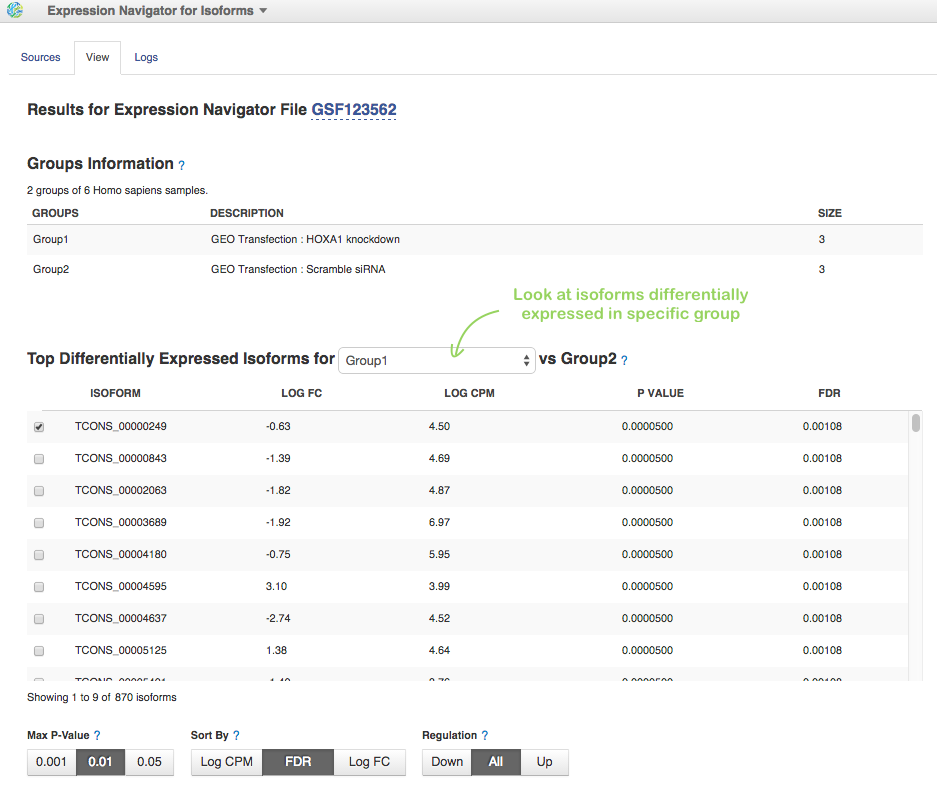 Expression Navigator for Isoforms
Sources View Logs
Results for Expression Navigator File GSF123562
Groups Information ?
2 groups of 6 Homo sapiens samples.
GROUPS DESCRIPTION SIZE
Group1 GEO Transfection : HOXA1 knockdown 3
Group2 GEO Transfection : Scramble siRNA 3
Look at isoforms differentially
expressed in specific group
Top Differentially Expressed Isoforms for Group1 vs Group2 ?
ISOFORM LOG FC LOG CPM P VALUE FDR
TCONS_00000249 -0.63 4.50 0.0000500 0.00108
TCONS_00000843 -1.39 4.69 0.0000500 0.00108
TCONS_00002063 -1.82 4.87 0.0000500 0.00108
TCONS_00003689 -1.92 6.97 0.0000500 0.00108
TCONS_00004180 -0.75 5.95 0.0000500 0.00108
TCONS_00004595 3.10 3.99 0.0000500 0.00108
TCONS_00004637 -2.74 4.52 0.0000500 0.00108
TCONS_00005125 1.38 4.64 0.0000500 0.00108
Showing 1 to 9 of 870 isoforms
Max P-Value ? Sort By ? Regulation ?
0.001 0.01 0.05 Log CPM FDR Log FC Down All Up